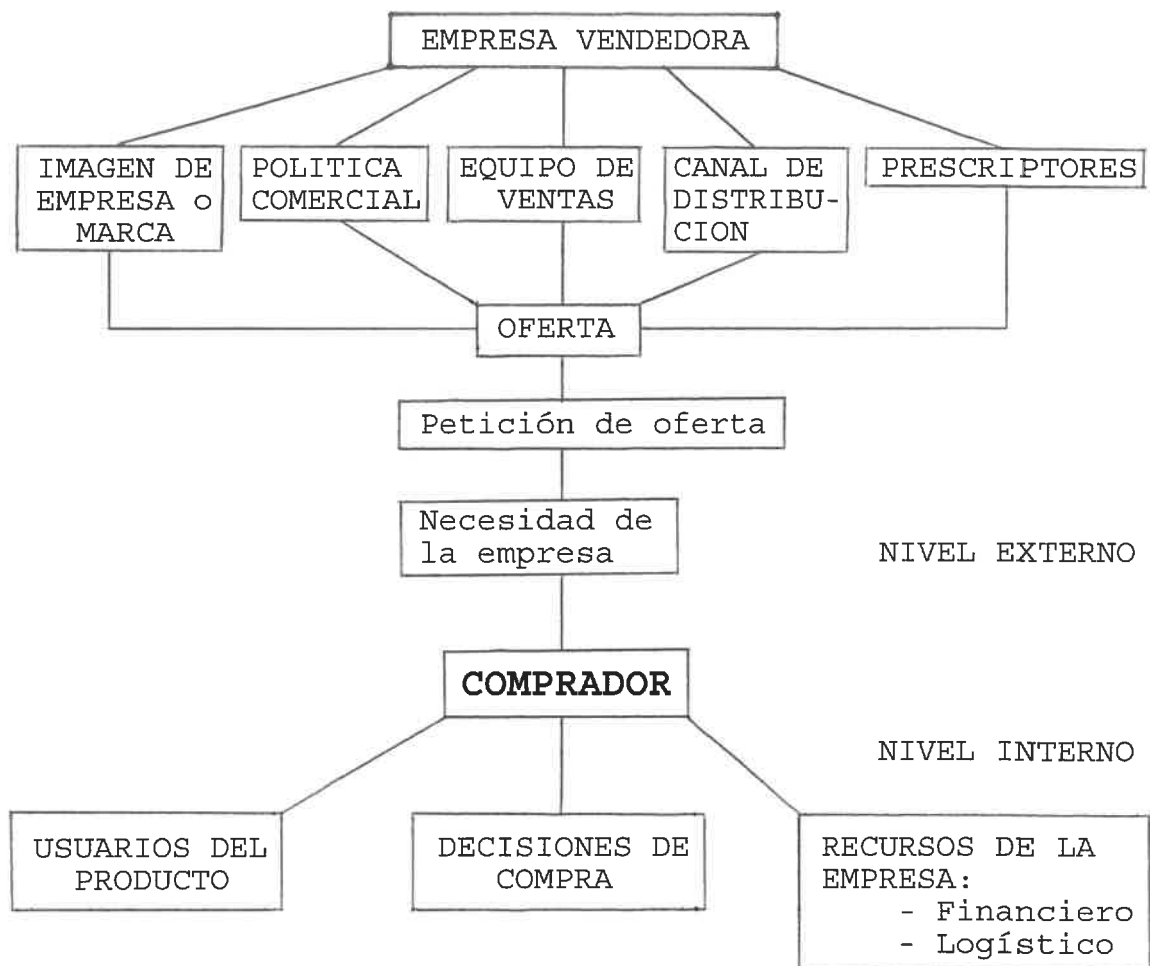 EMPRESA VENDEDORA
IMAGEN DE
EMPRESA o
MARCA
POLITICA
COMERCIAL
EQUIPO DE
VENTAS
CANAL DE
DISTRIBU-
CION
PRESCRIPTORES
OFERTA
Petición de oferta
Necesidad de
la empresa
NIVEL EXTERNO
COMPRADOR
NIVEL INTERNO
USUARIOS DEL
PRODUCTO
DECISIONES DE
COMPRA
RECURSOS DE LA
EMPRESA:
- Financiero
- Logístico